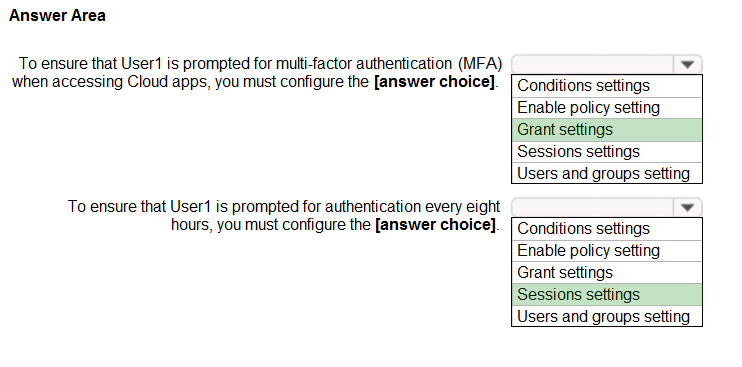 Answer Area
To ensure that User1 is prompted for multi-factor authentication (MFA)
when accessing Cloud apps, you must configure the [answer choice].
Conditions settings
Enable policy setting
Grant settings
Sessions settings
Users and groups setting
To ensure that User1 is prompted for authentication every eight
hours, you must configure the [answer choice].
Conditions settings
Enable policy setting
Grant settings
Sessions settings
Users and groups setting